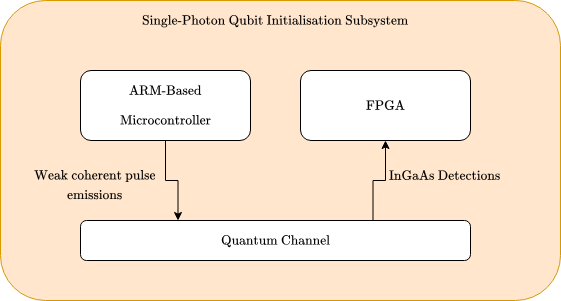 Single-Photon Qubit Initialisation Subsystem
ARM-Based
Microcontroller
FPGA
Weak coherent pulse
emissions
InGaAs Detections
Quantum Channel